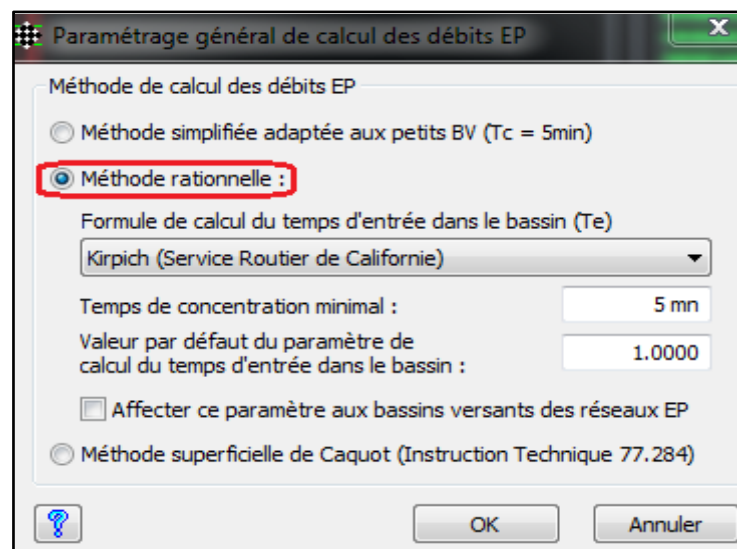 Paramétrage général de calcul des débits EP
Méthode de calcul des débits EP
Méthode simplifiée adaptée aux petits BV (Tc = 5min)
Méthode rationnelle :
Formule de calcul du temps d'entrée dans le bassin (Te)
Kirpich (Service Routier de Californie)
Temps de concentration minimal : 5 mn
Valeur par défaut du paramètre de
calcul du temps d'entrée dans le bassin : 1.0000
Affecter ce paramètre aux bassins versants des réseaux EP
Méthode superficielle de Caquot (Instruction Technique 77.284)
? OK Annuler